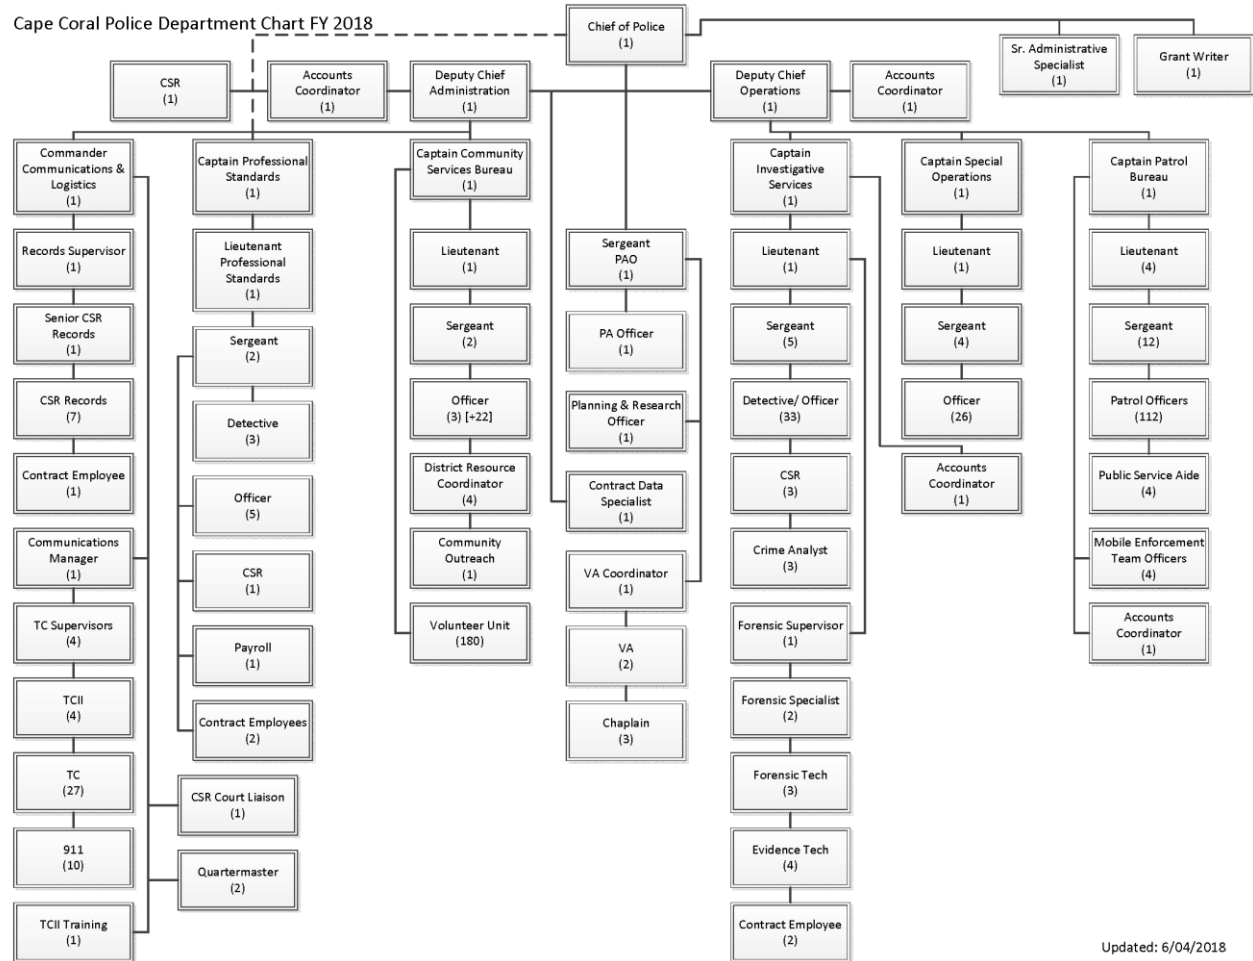 Cape Coral Police Department Chart FY 2018
Chief of Police
(1)
Sr. Administrative
Specialist
(1)
Grant Writer
(1)
CSR
(1)
Accounts
Coordinator
(1)
Deputy Chief
Administration
(1)
Deputy Chief
Operations
(1)
Accounts
Coordinator
(1)
Commander
Communications &
Logistics
(1)
Records Supervisor
(1)
Senior CSR
Records
(1)
CSR Records
(7)
Contract Employee
(1)
Communications
Manager
(1)
TC Supervisors
(4)
TCII
(4)
TC
(27)
911
(10)
TCII Training
(1)
CSR Court Liaison
(1)
Quartermaster
(2)
Captain Professional
Standards
(1)
Lieutenant
Professional
Standards
(1)
Sergeant
(2)
Detective
(3)
Officer
(5)
CSR
(1)
Payroll
(1)
Contract Employees
(2)
Captain Community
Services Bureau
(1)
Lieutenant
(1)
Sergeant
(2)
Officer
(3) [+22]
District Resource
Coordinator
(4)
Community
Outreach
(1)
Volunteer Unit
(180)
Sergeant
PAO
(1)
PA Officer
(1)
Planning & Research
Officer
(1)
Contract Data
Specialist
(1)
VA Coordinator
(1)
VA
(2)
Chaplain
(3)
Captain
Investigative
Services
(1)
Lieutenant
(1)
Sergeant
(5)
Detective/ Officer
(33)
CSR
(3)
Crime Analyst
(3)
Forensic Supervisor
(1)
Forensic Specialist
(2)
Forensic Tech
(3)
Evidence Tech
(4)
Contract Employee
(2)
Captain Special
Operations
(1)
Lieutenant
(1)
Sergeant
(4)
Officer
(26)
Accounts
Coordinator
(1)
Captain Patrol
Bureau
(1)
Lieutenant
(4)
Sergeant
(12)
Patrol Officers
(112)
Public Service Aide
(4)
Mobile Enforcement
Team Officers
(4)
Accounts
Coordinator
(1)
Updated: 6/04/2018